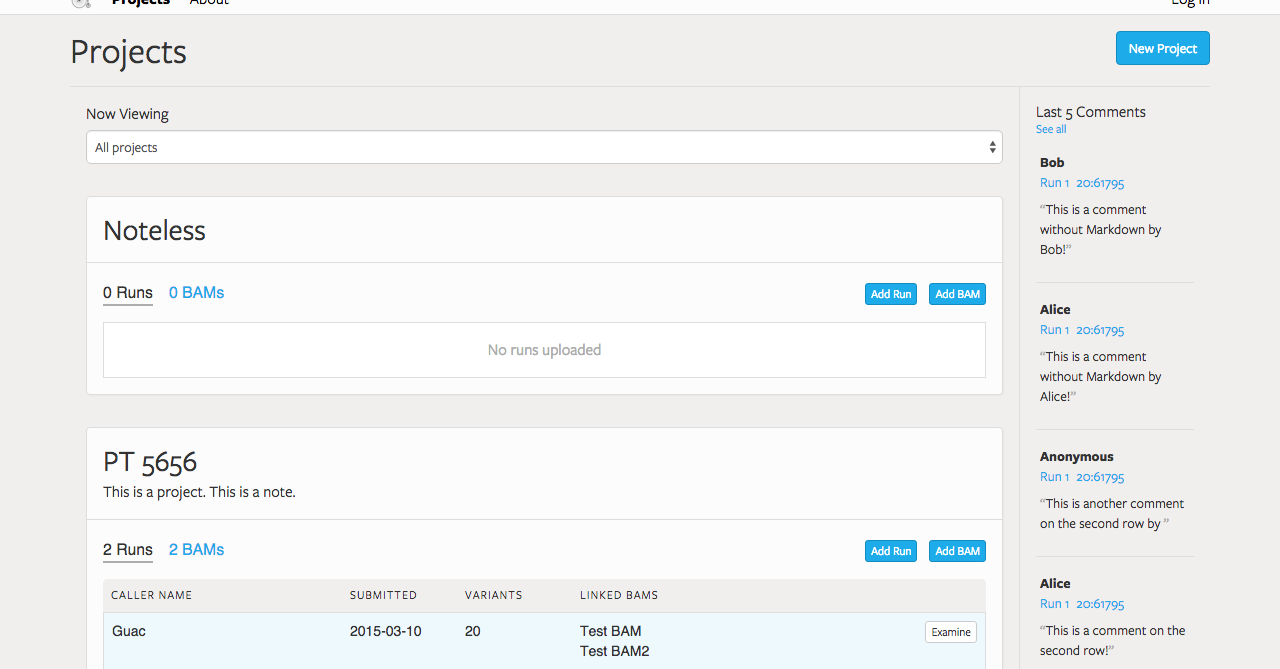 Projects About Log In
Projects
New Project
Now Viewing
All projects
Noteless
0 Runs 0 BAMs
Add Run Add BAM
No runs uploaded
PT 5656
This is a project. This is a note.
2 Runs 2 BAMs
Add Run Add BAM
CALLER NAME SUBMITTED VARIANTS LINKED BAMS
Guac 2015-03-10 20 Test BAM Examine
Test BAM2
Last 5 Comments
See all
Bob
Run 1 20:61795
“This is a comment
without Markdown by
Bob!”
Alice
Run 1 20:61795
“This is a comment
without Markdown by
Alice!”
Anonymous
Run 1 20:61795
“This is another comment
on the second row by ”
Alice
Run 1 20:61795
“This is a comment on the
second row!”